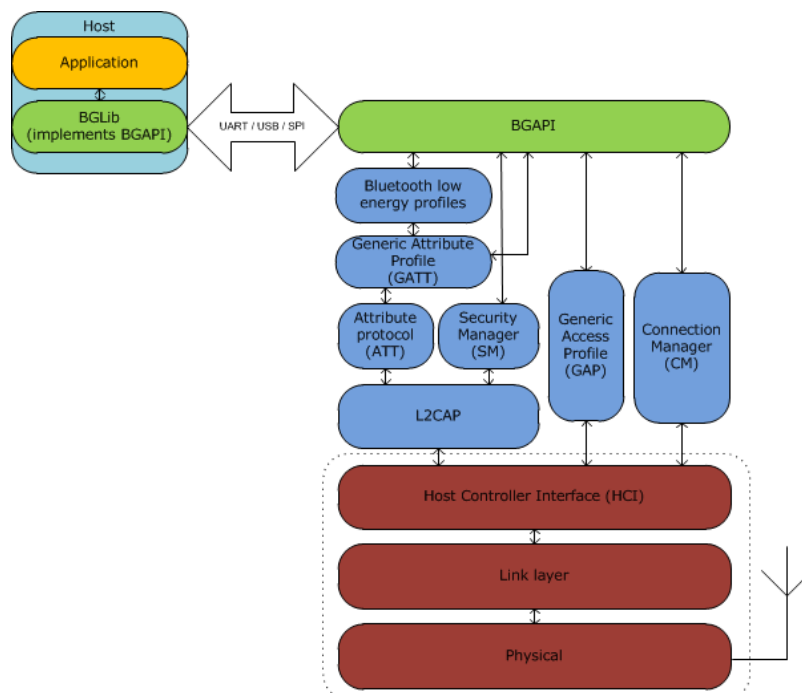 Host
Application
BGLib
(implements BGAPI)
UART / USB / SPI
BGAPI
Bluetooth low
energy profiles
Generic Attribute
Profile
(GATT)
Attribute
protocol
(ATT)
Security
Manager
(SM)
Generic
Access
Profile
(GAP)
Connection
Manager
(CM)
L2CAP
Host Controller Interface (HCI)
Link layer
Physical